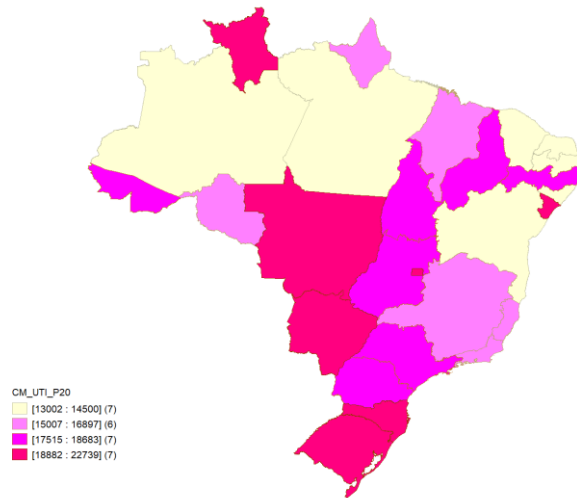 CM_UTI_P20
[13002 : 14500] (7)
[15007 : 16897] (6)
[17515 : 18683] (7)
[18882 : 22739] (7)